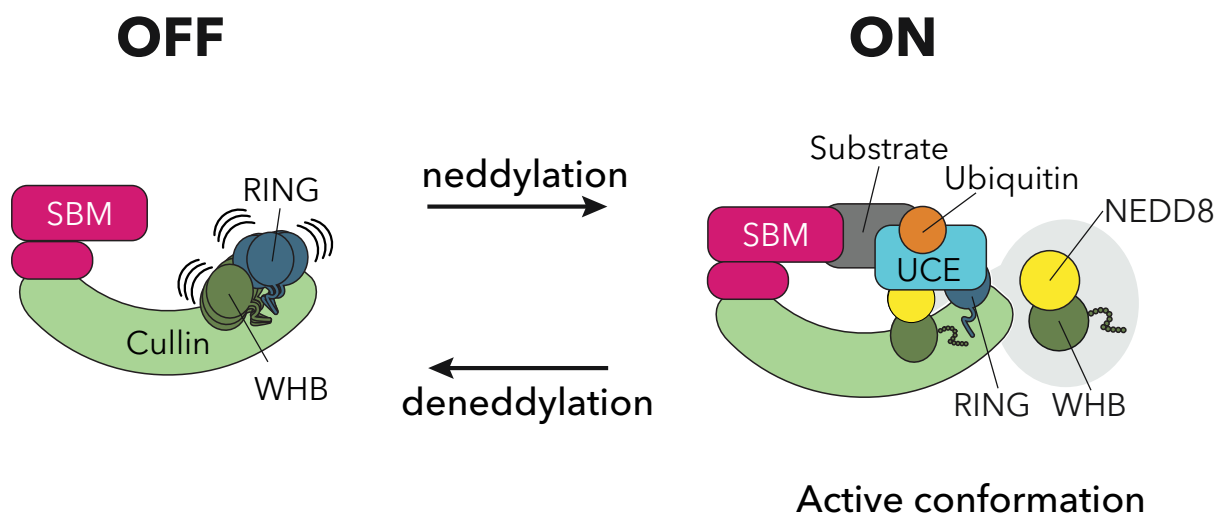 OFF
ON
Substrate
Ubiquitin
neddylation
RING
NEDD8
SBM
SBM
UCE
Cullin
WHB
deneddylation
RING
WHB
Active conformation